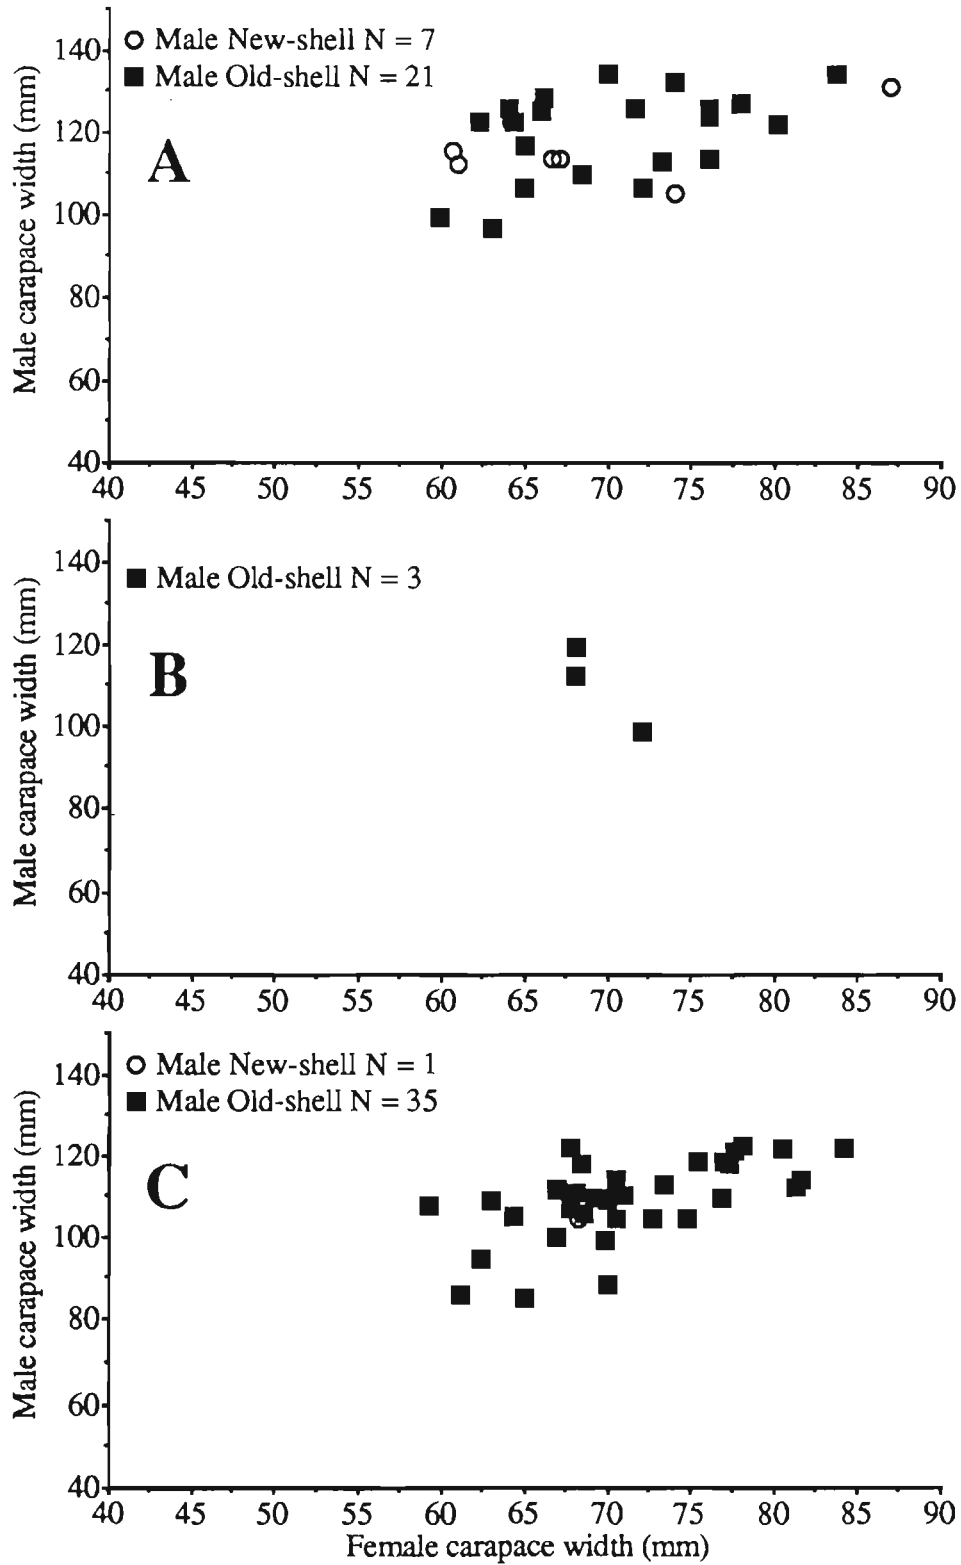 140
120
100
80
60
40
Male carapace width (mm)
Male New-shell N = 7
Male Old-shell N = 21
A
40 45 50 55 60 65 70 75 80 85 90
140
120
100
80
60
40
Male carapace width (mm)
Male Old-shell N = 3
B
40 45 50 55 60 65 70 75 80 85 90
140
120
100
80
60
40
Male carapace width (mm)
Male New-shell N = 1
Male Old-shell N = 35
C
40 45 50 55 60 65 70 75 80 85 90
Female carapace width (mm)